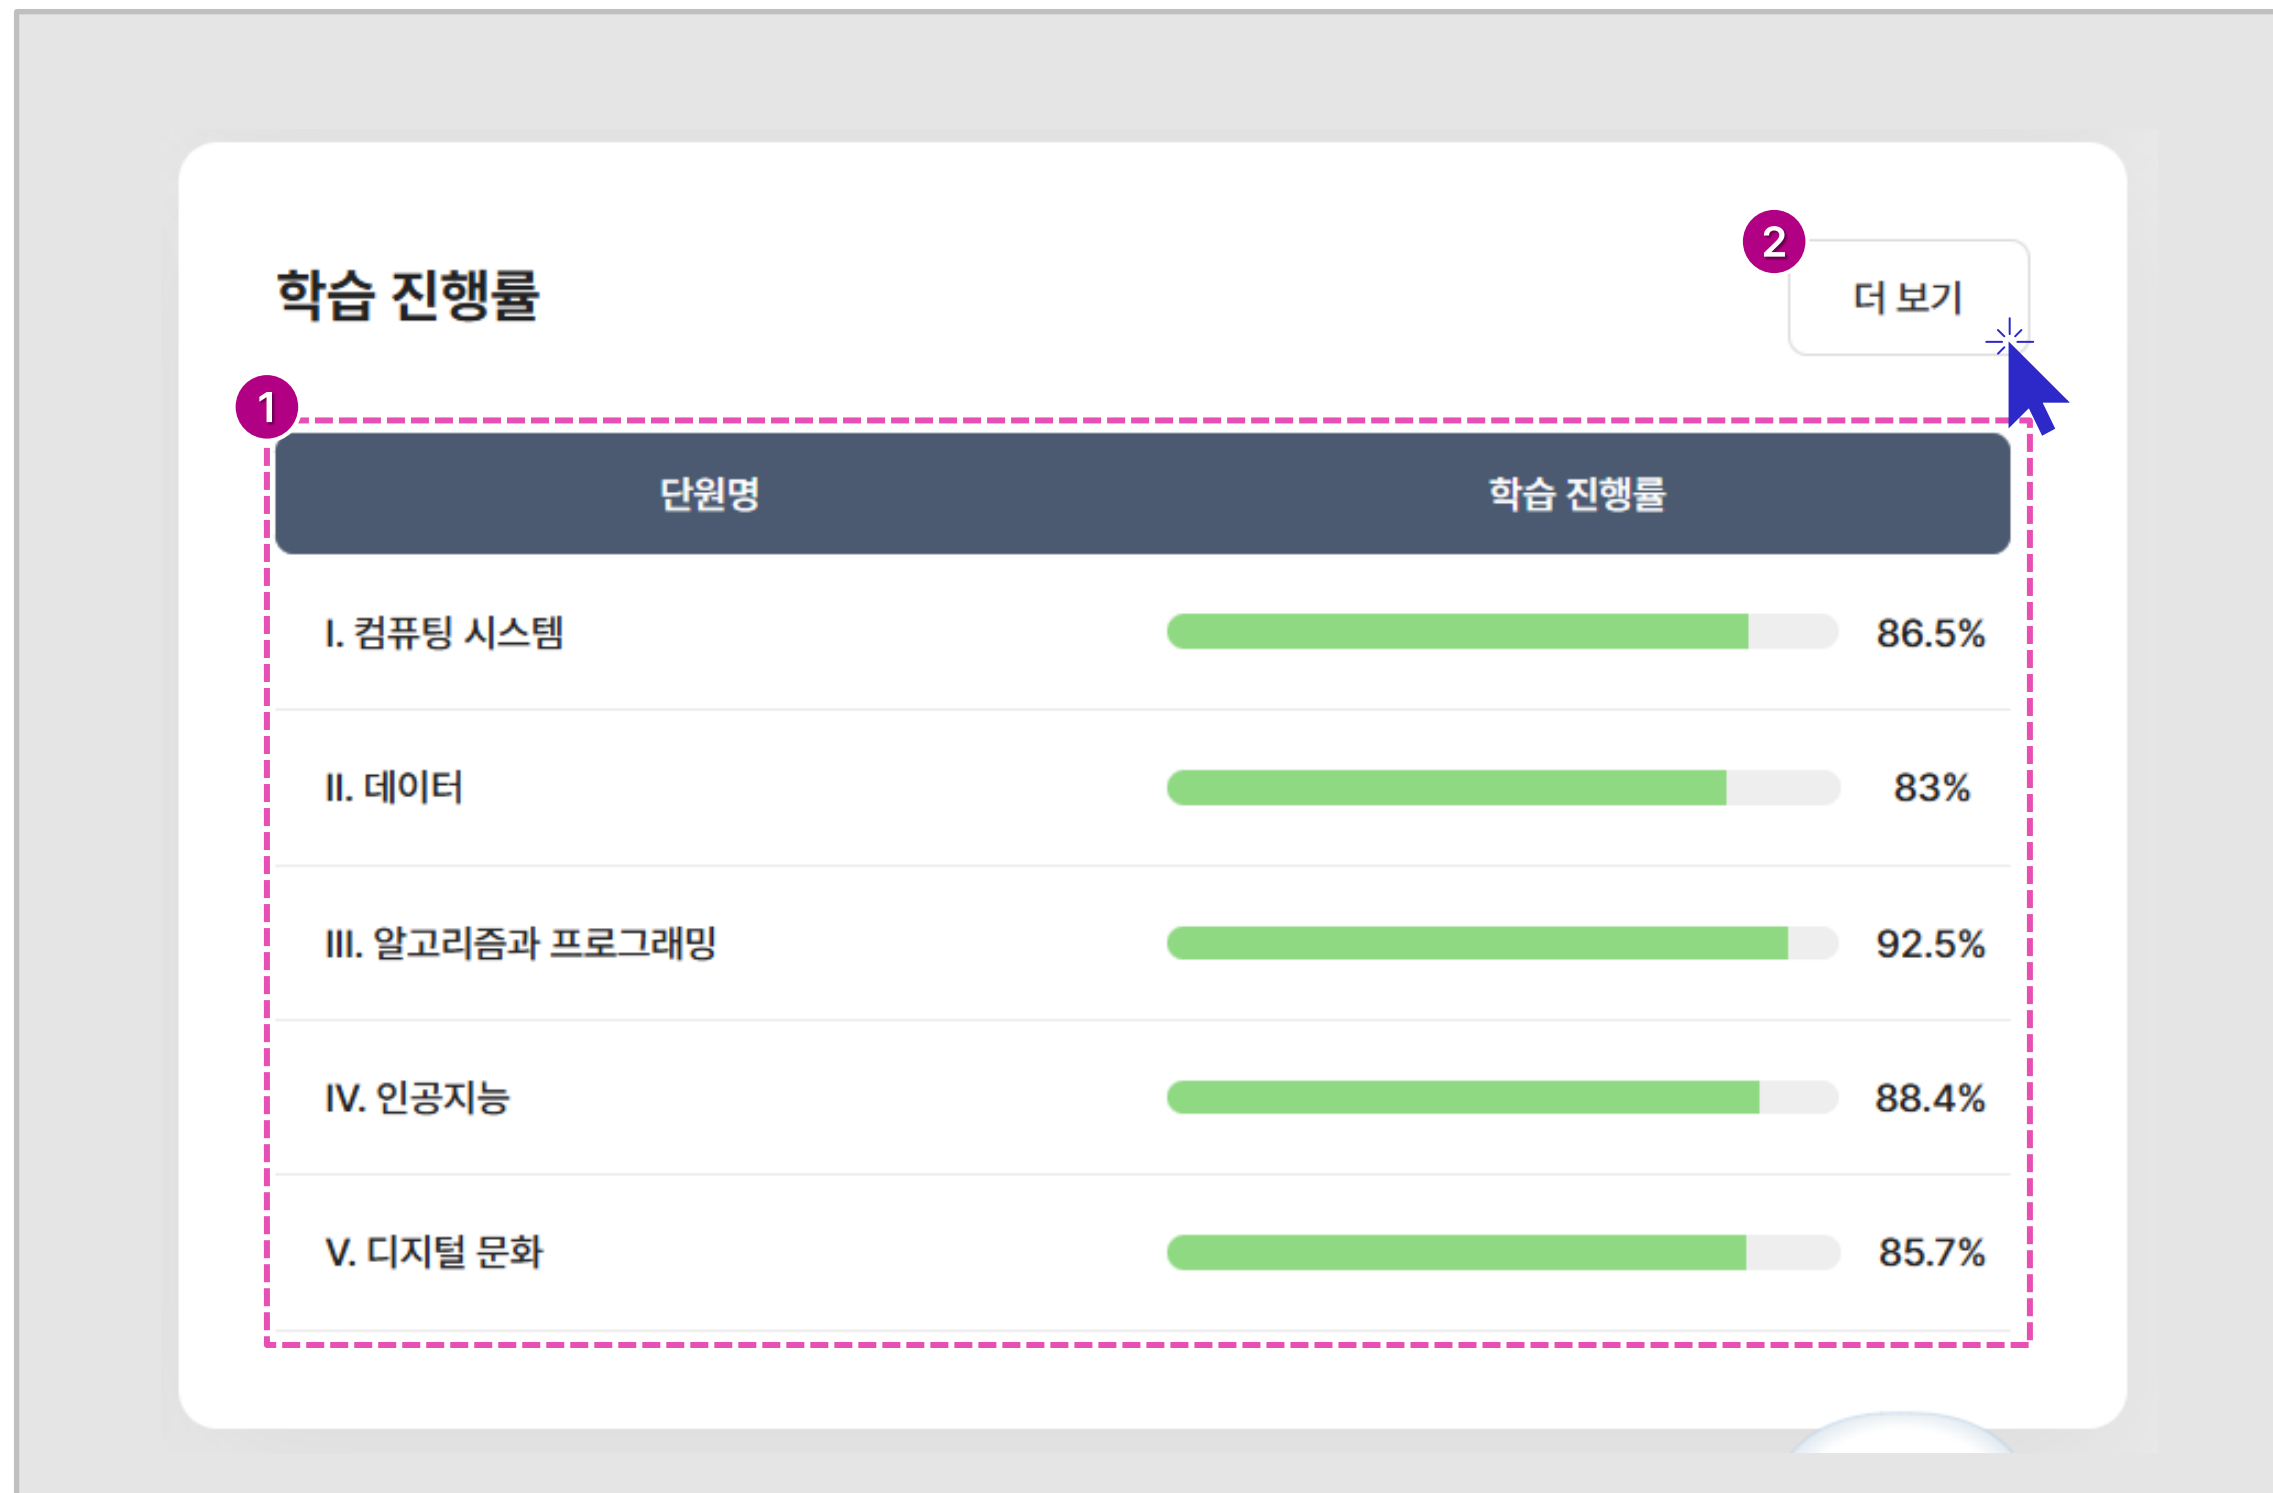 학습 진행률
2
더 보기
1
단원명 학습 진행률
I. 컴퓨팅 시스템 86.5%
II. 데이터 83%
III. 알고리즘과 프로그래밍 92.5%
IV. 인공지능 88.4%
V. 디지털 문화 85.7%